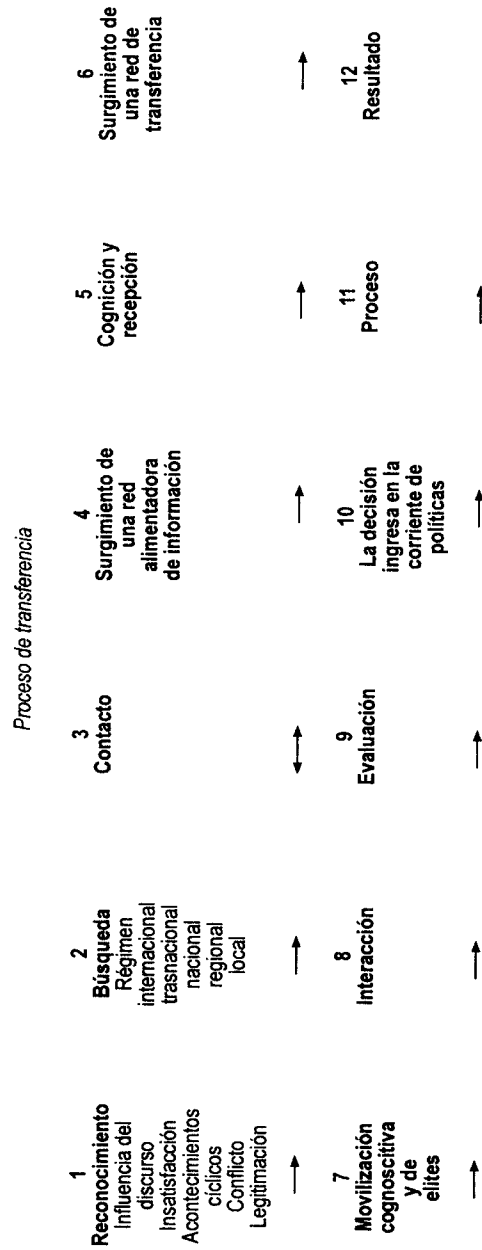 Proceso de transferencia
1
Reconocimiento
Influencia del
discurso
Insatisfacción
Acontecimientos
cíclicos
Conflicto
Legitimación
2
Búsqueda
Régimen
internacional
trasnacional
nacional
regional
local
3
Contacto
4
Surgimiento de
una red
alimentadora
de información
5
Cognición y
recepción
6
Surgimiento de
una red de
transferencia
7
Movilización
cognoscitiva
y de
elites
8
Interacción
9
Evaluación
10
La decisión
ingresa en la
corriente de
políticas
11
Proceso
12
Resultado